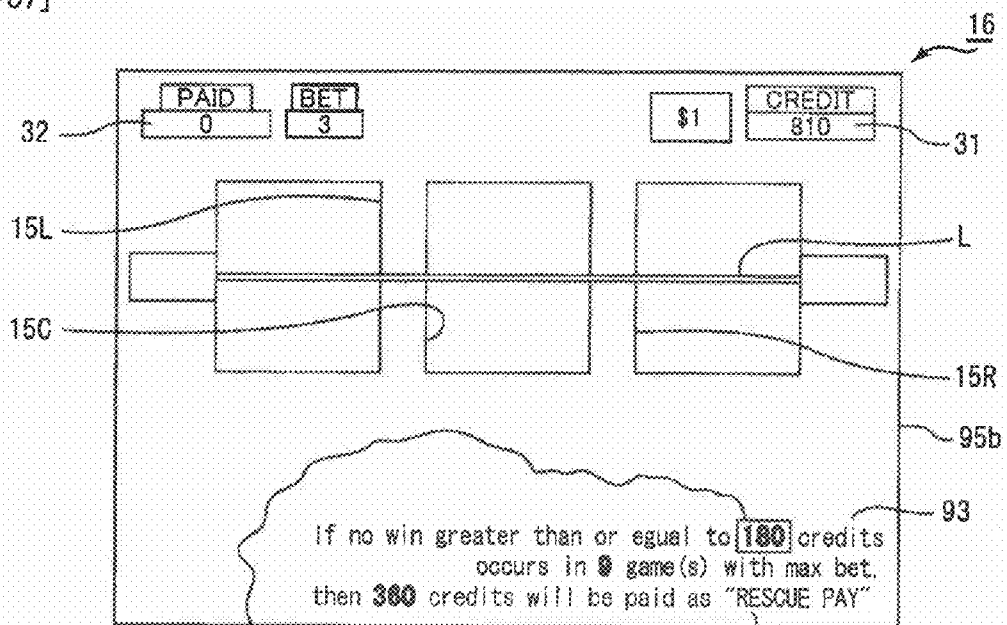 16
PAID BET CREDIT
0 3 $1 810
32
31
15L
L
15C
15R
95b
93
If no win greater than or egual to 180 credits
occurs in 9 game(s) with max bet.
then 360 credits will be paid as "RESCUE PAY"